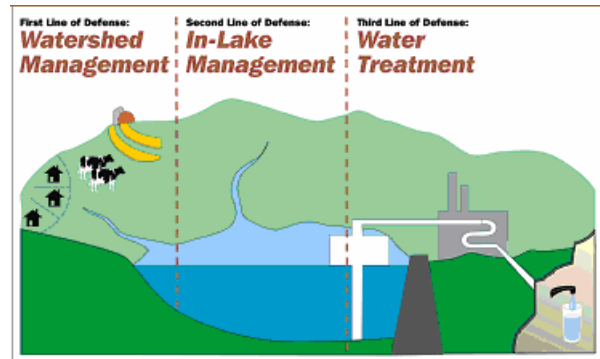 First Line of Defense:
Watershed
Management
Second Line of Defense:
In-Lake
Management
Third Line of Defense:
Water
Treatment